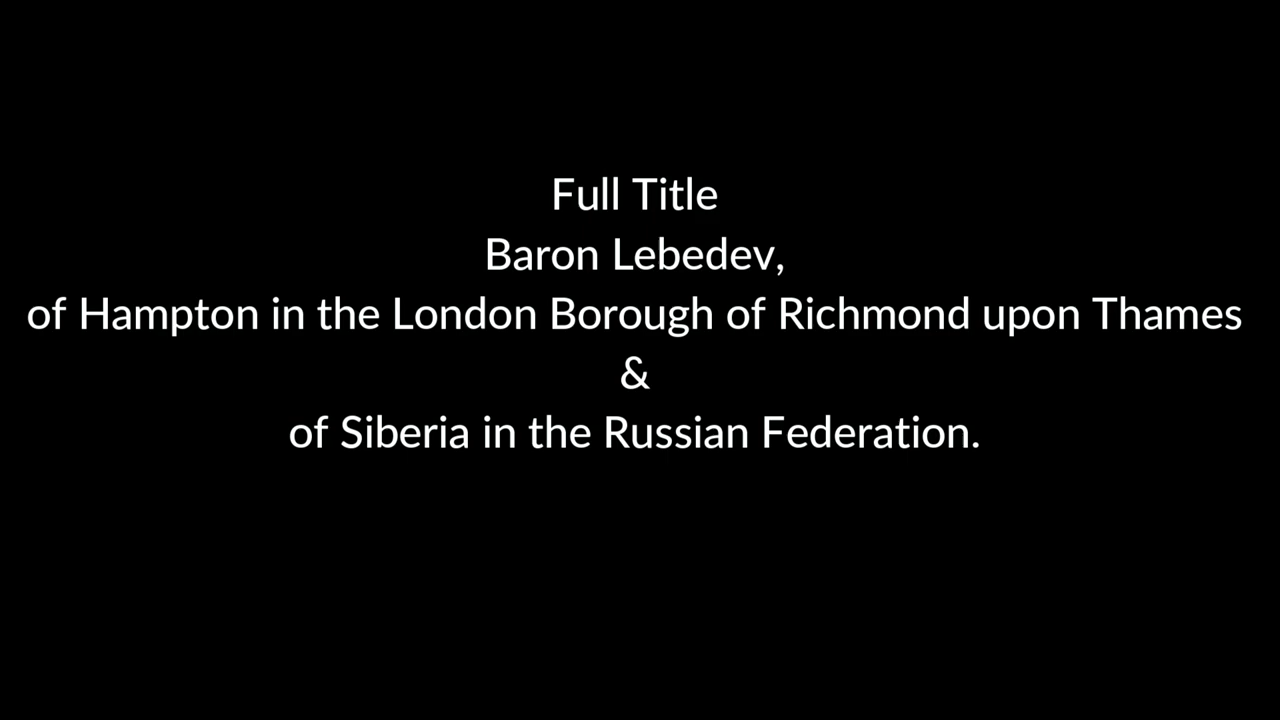 Full Title
Baron Lebedev,
of Hampton in the London Borough of Richmond upon Thames
&
of Siberia in the Russian Federation.